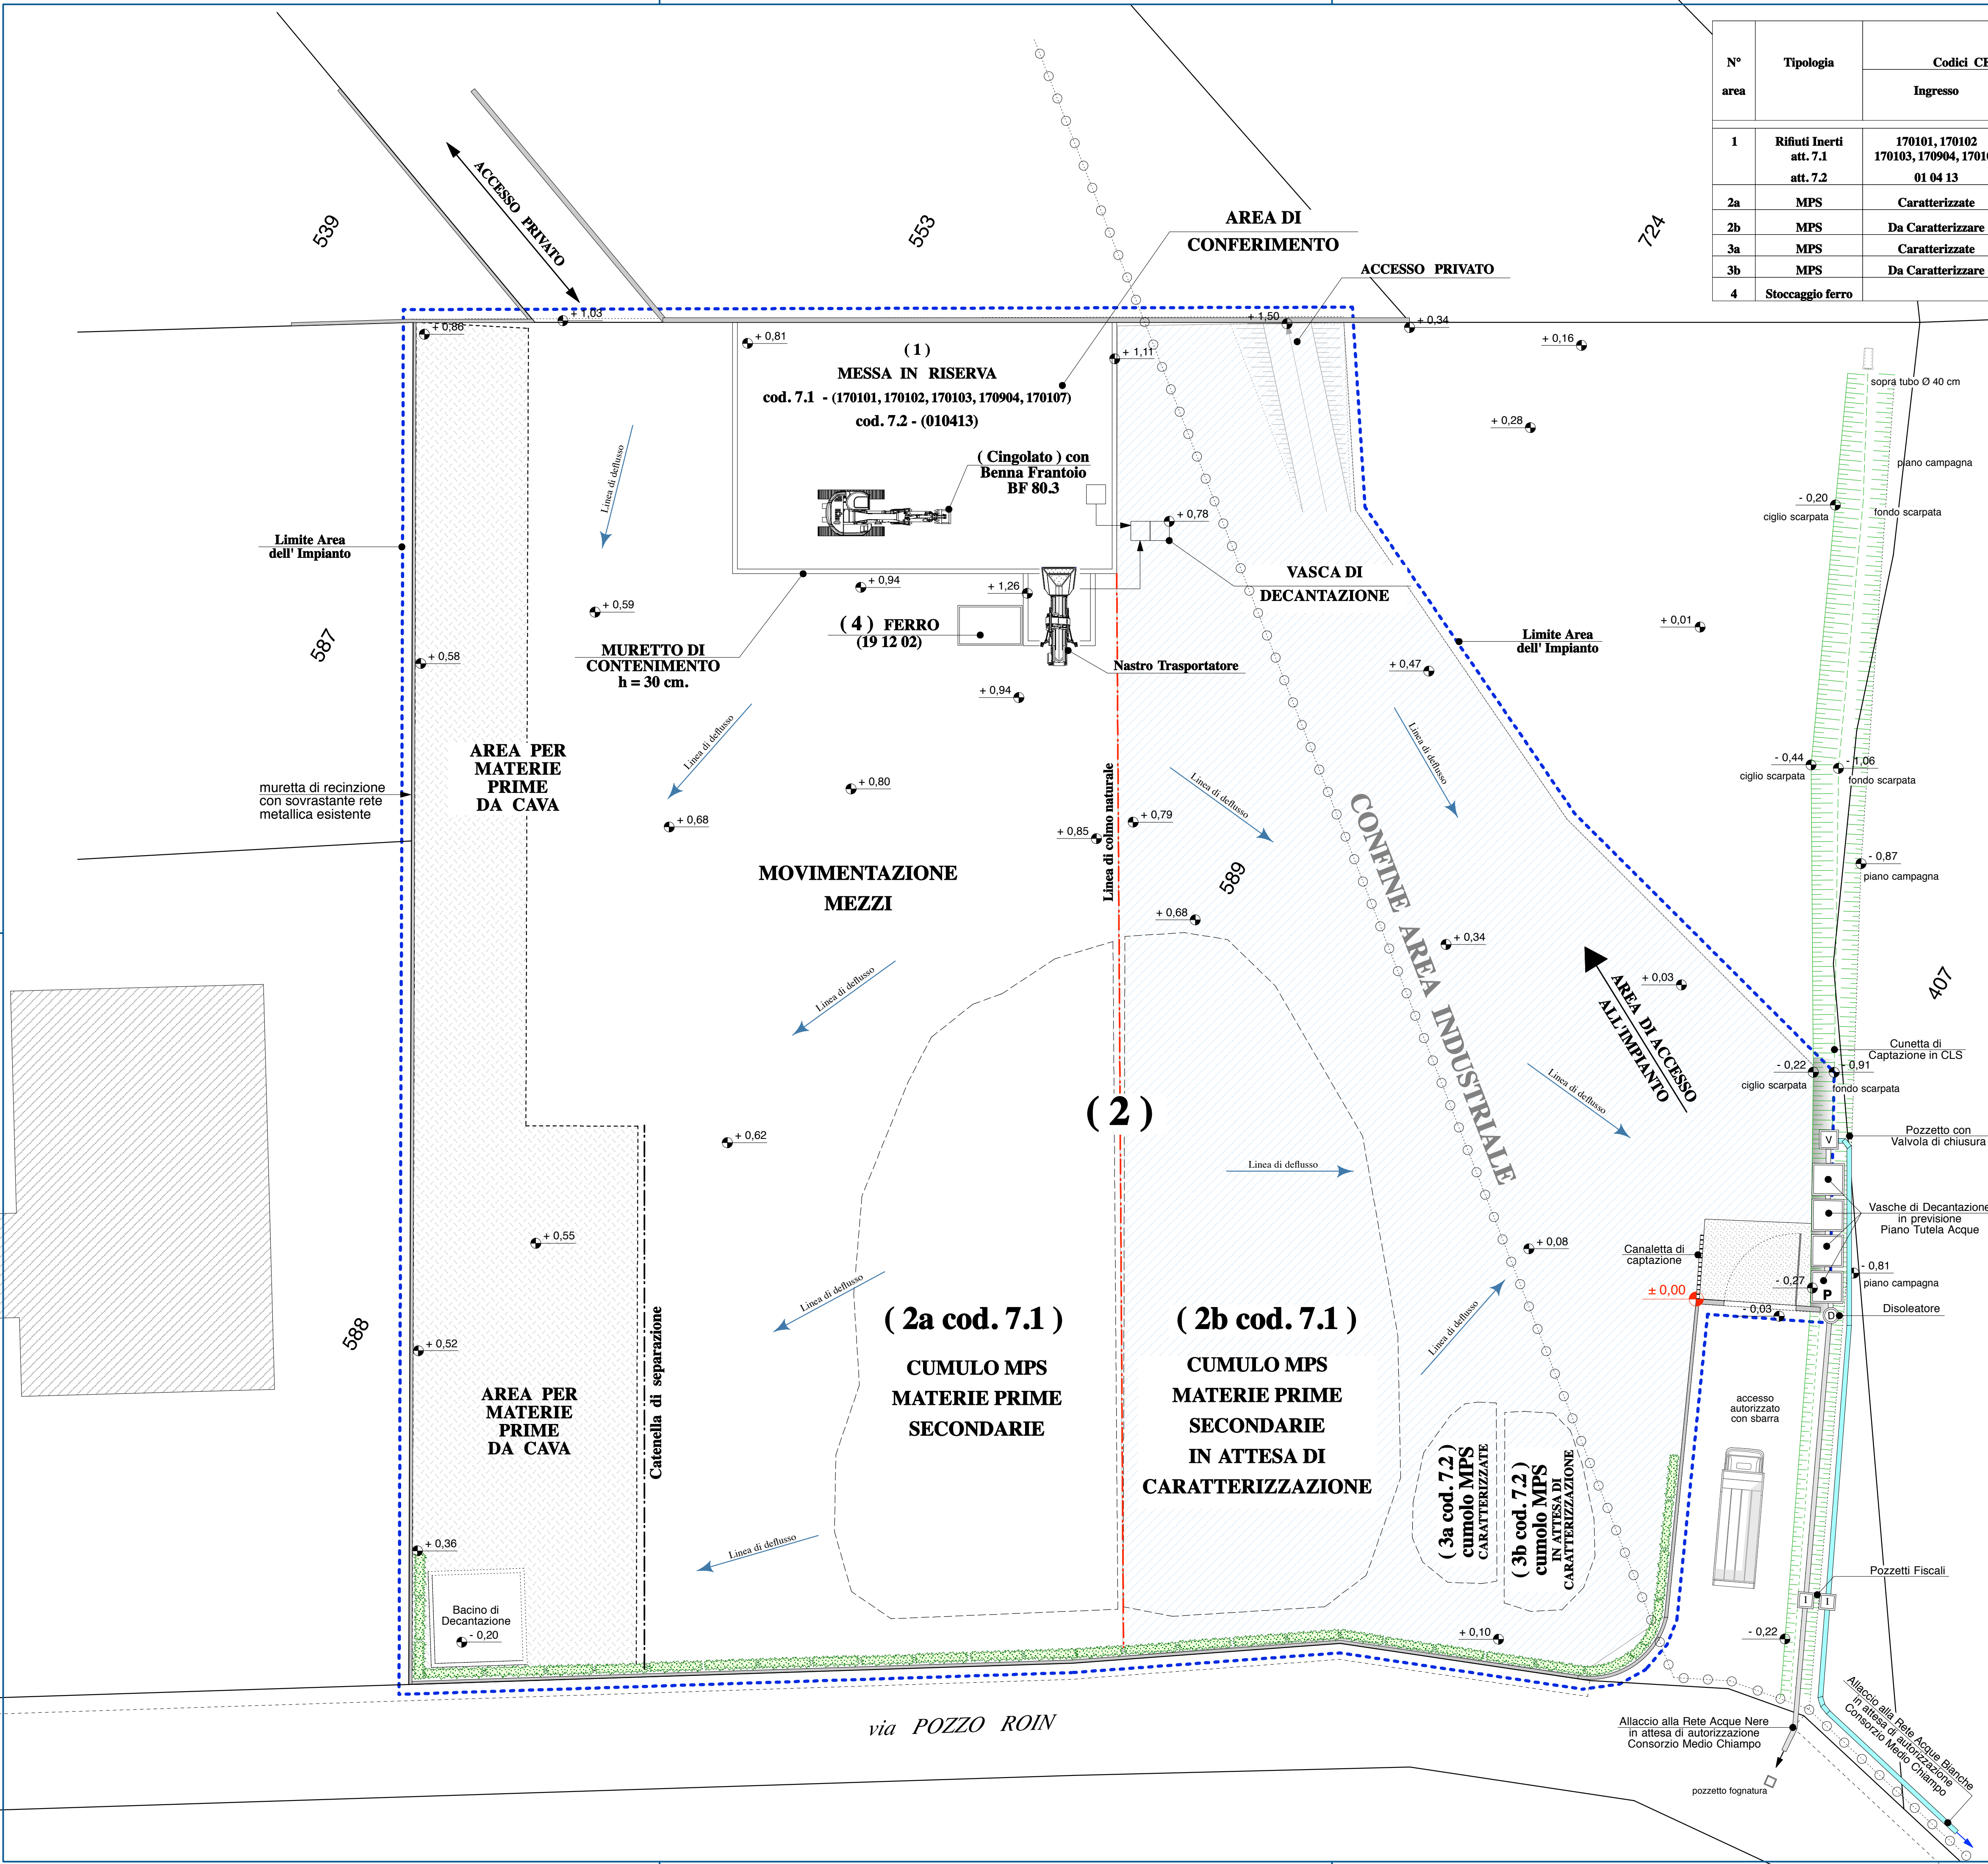 N°
area
Tipologia
Codici CE
Ingresso
1
Rifiuti Inerti
att. 7.1
att. 7.2
170101, 170102
170103, 170904, 17010
01 04 13
2a MPS Caratterizzate
2b MPS Da Caratterizzare
3a MPS Caratterizzate
3b MPS Da Caratterizzare
4 Stoccaggio ferro
539
553
724
ACCESSO PRIVATO
AREA DI
CONFERIMENTO
ACCESSO PRIVATO
+ 0,86
+ 1,03
+ 0,81
+ 1,11
+ 1,50
+ 0,34
+ 0,16
( 1 )
MESSA IN RISERVA
cod. 7.1 - (170101, 170102, 170103, 170904, 170107)
cod. 7.2 - (010413)
( Cingolato ) con
Benna Frantoio
BF 80.3
+ 0,28
sopra tubo Ø 40 cm
piano campagna
- 0,20
ciglio scarpata
fondo scarpata
Linea di deflusso
Limite Area
dell' Impianto
+ 0,78
VASCA DI
DECANTAZIONE
+ 0,59
+ 0,94
+ 1,26
( 4 ) FERRO
(19 12 02)
587
+ 0,58
MURETTO DI
CONTENIMENTO
h = 30 cm.
Nastro Trasportatore
+ 0,94
+ 0,47
Limite Area
dell' Impianto
+ 0,01
AREA PER
MATERIE
PRIME
DA CAVA
muretta di recinzione
con sovrastante rete
metallica esistente
Linea di deflusso
+ 0,68
+ 0,80
+ 0,85
Linea di colmo naturale
+ 0,79
Linea di deflusso
Linea di deflusso
- 0,44
ciglio scarpata
- 1,06
fondo scarpata
- 0,87
piano campagna
MOVIMENTAZIONE
MEZZI
589
+ 0,68
+ 0,34
CONFINE AREA INDUSTRIALE
+ 0,03
AREA DI ACCESSO
ALL'IMPIANTO
407
Linea di deflusso
Cunetta di
Captazione in CLS
- 0,22
ciglio scarpata
- 0,91
fondo scarpata
Linea di deflusso
( 2 )
+ 0,62
Linea di deflusso
Pozzetto con
Valvola di chiusura
V
Vasche di Decantazione
in previsione
Piano Tutela Acque
+ 0,55
+ 0,08
Canaletta di
captazione
± 0,00
- 0,27
P
- 0,81
piano campagna
- 0,03
D
Disoleatore
588
+ 0,52
Linea di deflusso
Catenella di separazione
( 2a cod. 7.1 )
CUMULO MPS
MATERIE PRIME
SECONDARIE
( 2b cod. 7.1 )
CUMULO MPS
MATERIE PRIME
SECONDARIE
IN ATTESA DI
CARATTERIZZAZIONE
Linea di deflusso
AREA PER
MATERIE
PRIME
DA CAVA
accesso
autorizzato
con sbarra
( 3a cod. 7.2 )
cumolo MPS
CARATTERIZZATE
( 3b cod. 7.2 )
cumolo MPS
IN ATTESA DI
CARATTERIZZAZIONE
+ 0,36
Linea di deflusso
Bacino di
Decantazione
- 0,20
Pozzetti Fiscali
I
I
+ 0,10
- 0,22
via POZZO ROIN
Allaccio alla Rete Acque Nere
in attesa di autorizzazione
Consorzio Medio Chiampo
pozzetto fognatura
Allaccio alla Rete Acque Bianche
in attesa di autorizzazione
Consorzio Medio Chiampo